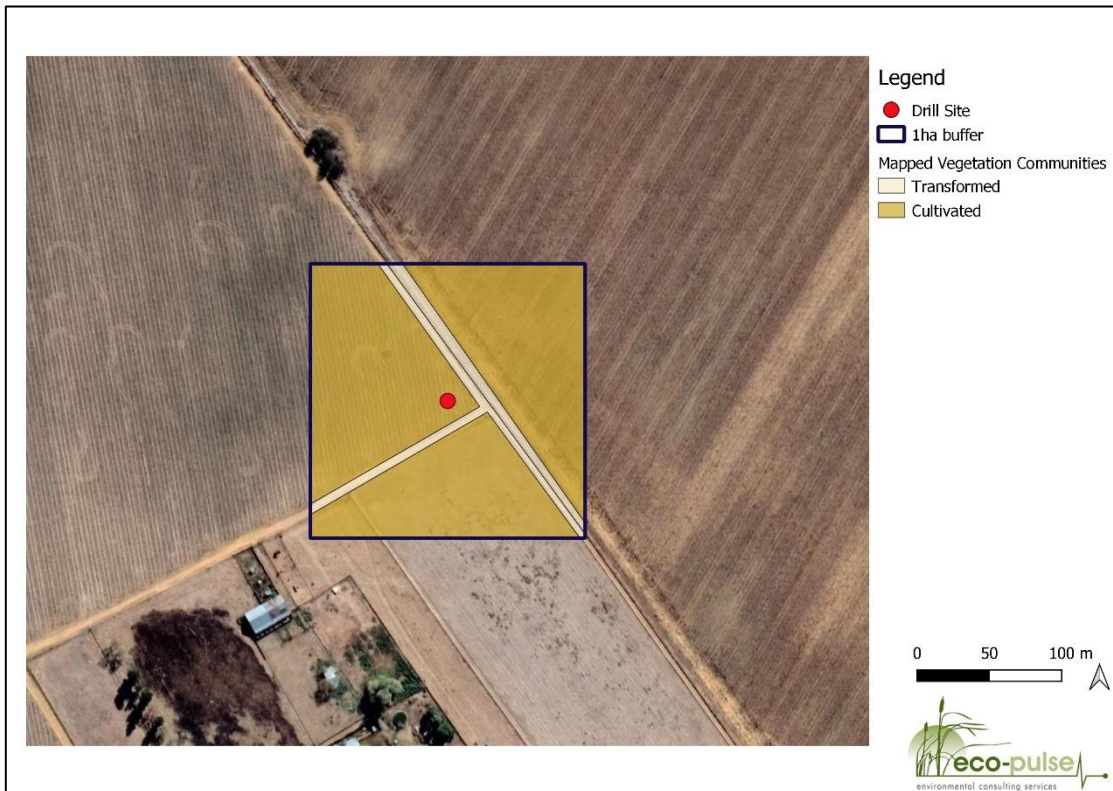 Legend
Drill Site
1ha buffer
Mapped Vegetation Communities
Transformed
Cultivated
0 50 100 m
eco-pulse
environmental consulting services